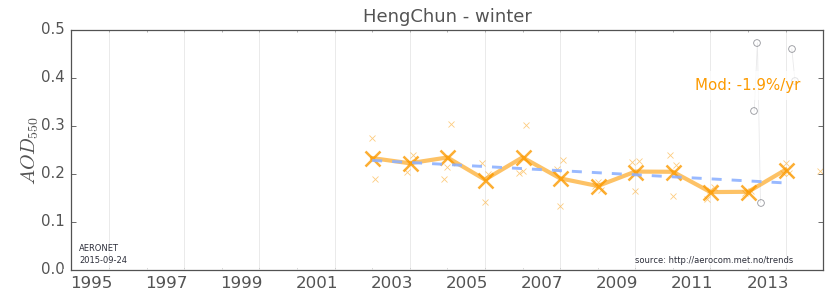 HengChun - winter
0.5
0.4
Mod: -1.9%/yr
0.3
AOD550
0.2
0.1
AERONET
2015-09-24
source: http://aerocom.met.no/trends
0.0
1995 1997 1999 2001 2003 2005 2007 2009 2011 2013